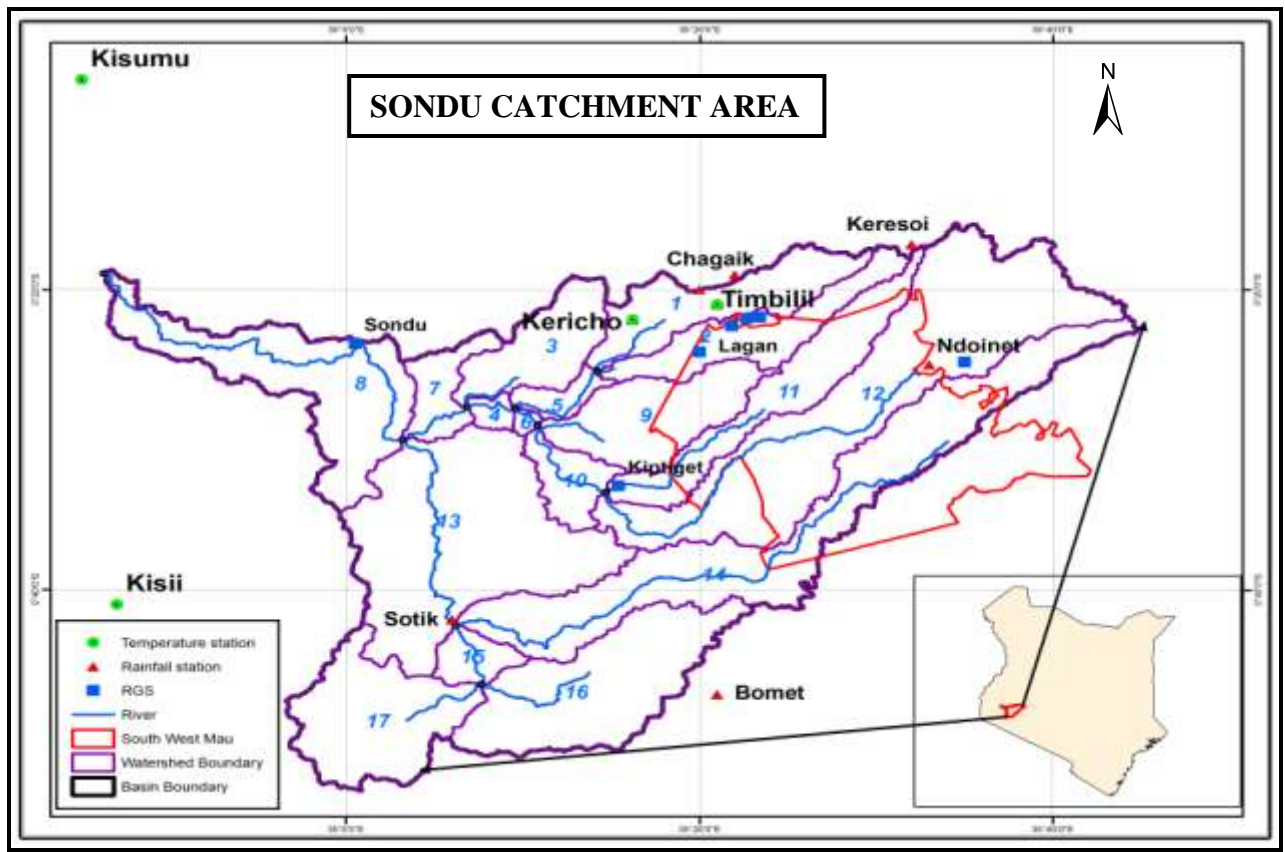 Kisumu
SONDU CATCHMENT AREA
N
Keresoi
Chagaik
Timbilil
1
Kericho
Sondu
2
Lagan
3
Ndoinet
8
7
5
4
6
9
11
12
Kiptiget
10
13
14
Kisii
Sotik
15
16
17
Bomet
Temperature station
Rainfall station
RGS
River
South West Mau
Watershed Boundary
Basin Boundary